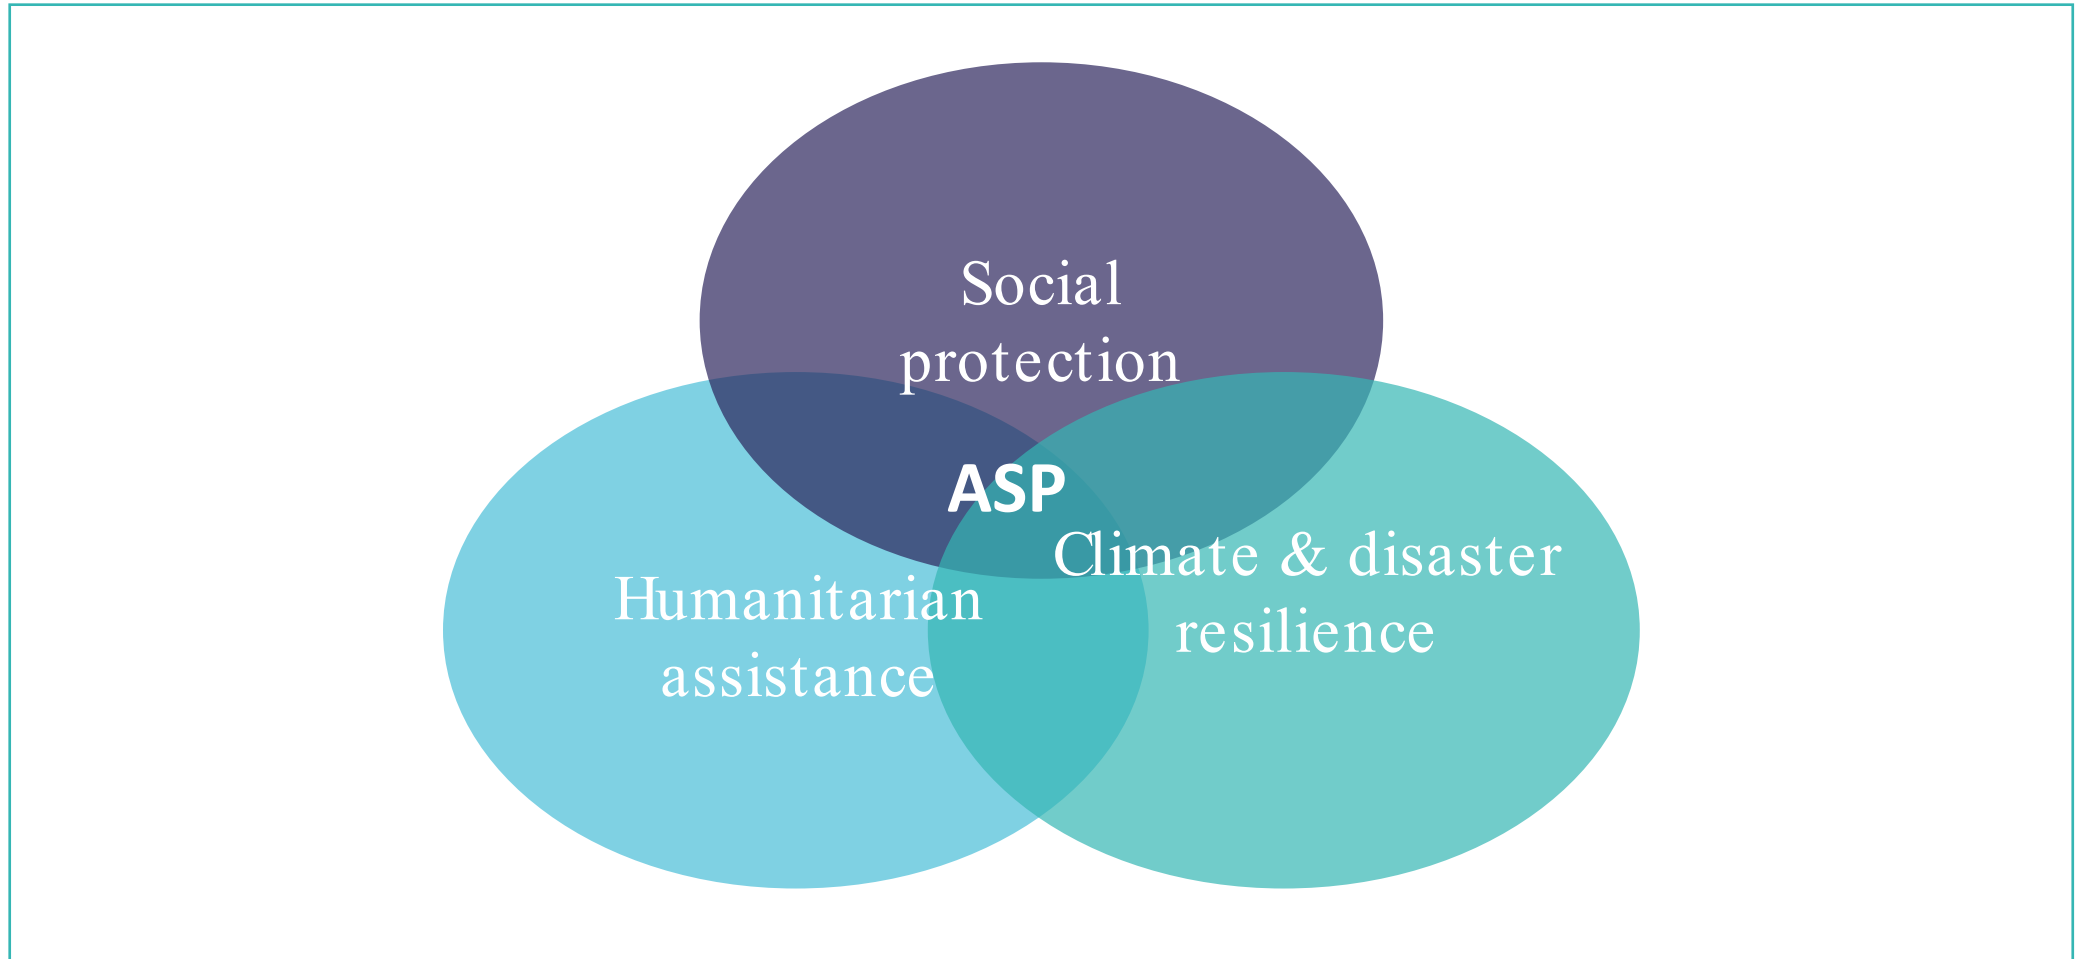 Social
protection
ASP
Climate & disaster
resilience
Humanitarian
assistance